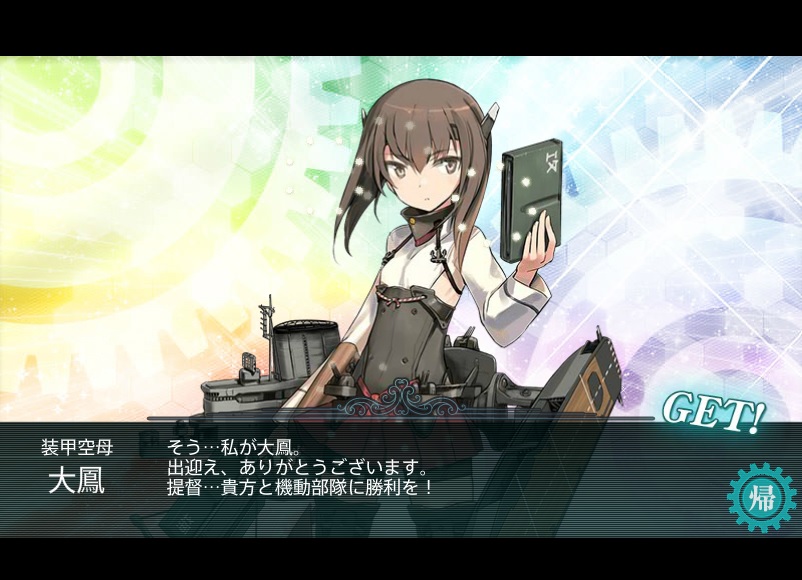 攻
GET!
装甲空母
大鳳
そう…私が大鳳。
出迎え、ありがとうございます。
提督…貴方と機動部隊に勝利を！
帰